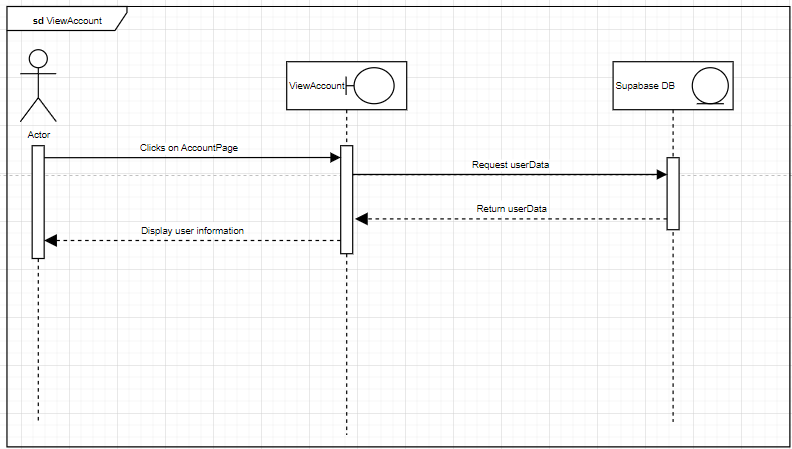 sd ViewAccount
ViewAccount
Supabase DB
Actor
Clicks on AccountPage
Request userData
Return userData
Display user information